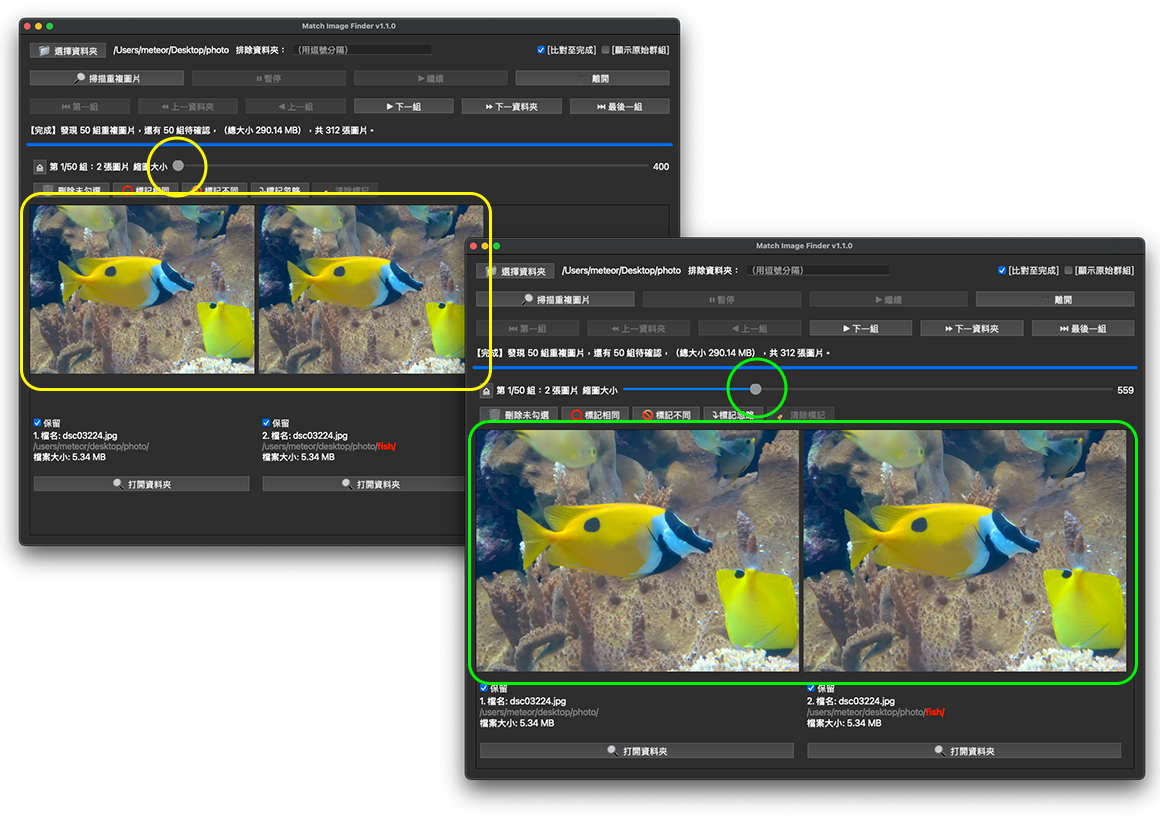 Match Image Finder v1.1.0
選擇資料夾 /Users/meteor/Desktop/photo 排除資料夾： （用逗號分隔） [比對至完成] [顯示原始群組]
掃描重複圖片 暫停 繼續 離開
第一組 上一資料夾 上一組 下一組 下一資料夾 最後一組
【完成】發現 50 組重複圖片，還有 50 組待確認，（總大小 290.14 MB），共 312 張圖片。
第 1/50 組：2 張圖片 縮圖大小 400
刪除未勾選 標記相同 標記不同 標記忽略 清除標記
保留 保留
1. 檔名: dsc03224.jpg 2. 檔名: dsc03224.jpg
/users/meteor/desktop/photo/ /users/meteor/desktop/photo/fish/
檔案大小: 5.34 MB 檔案大小: 5.34 MB
打開資料夾 打開資料夾
Match Image Finder v1.1.0
選擇資料夾 /Users/meteor/Desktop/photo 排除資料夾： （用逗號分隔） [比對至完成] [顯示原始群組]
掃描重複圖片 暫停 繼續 離開
第一組 上一資料夾 上一組 下一組 下一資料夾 最後一組
【完成】發現 50 組重複圖片，還有 50 組待確認，（總大小 290.14 MB），共 312 張圖片。
第 1/50 組：2 張圖片 縮圖大小 559
刪除未勾選 標記相同 標記不同 標記忽略 清除標記
保留 保留
1. 檔名: dsc03224.jpg 2. 檔名: dsc03224.jpg
/users/meteor/desktop/photo/ /users/meteor/desktop/photo/fish/
檔案大小: 5.34 MB 檔案大小: 5.34 MB
打開資料夾 打開資料夾